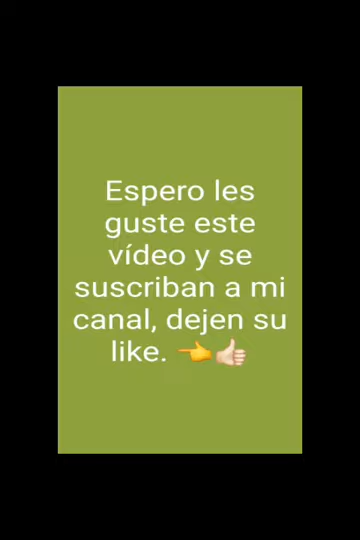 Espero les
guste este
vídeo y se
suscriban a mi
canal, dejen su
like. 👈👍🏻